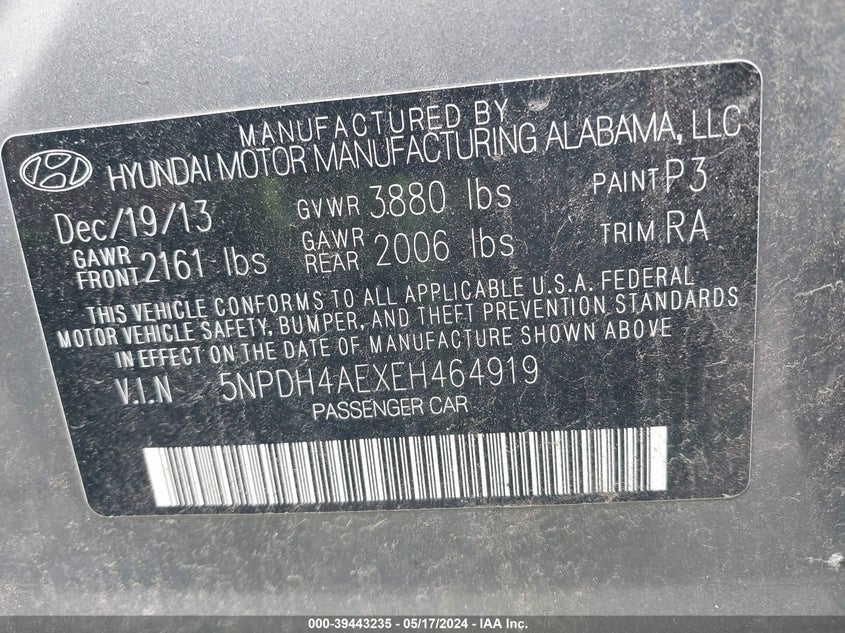 MANUFACTURED BY
HYUNDAI MOTOR MANUFACTURING ALABAMA, LLC
Dec/19/13 GVWR 3880 lbs PAINT P3
GAWR FRONT 2161 lbs GAWR REAR 2006 lbs TRIM RA
THIS VEHICLE CONFORMS TO ALL APPLICABLE U.S.A. FEDERAL
MOTOR VEHICLE SAFETY, BUMPER, AND THEFT PREVENTION STANDARDS
IN EFFECT ON THE DATE OF MANUFACTURE SHOWN ABOVE
V.I.N 5NPDH4AEXEH464919
PASSENGER CAR
000-39443235 - 05/17/2024 - IAA Inc.